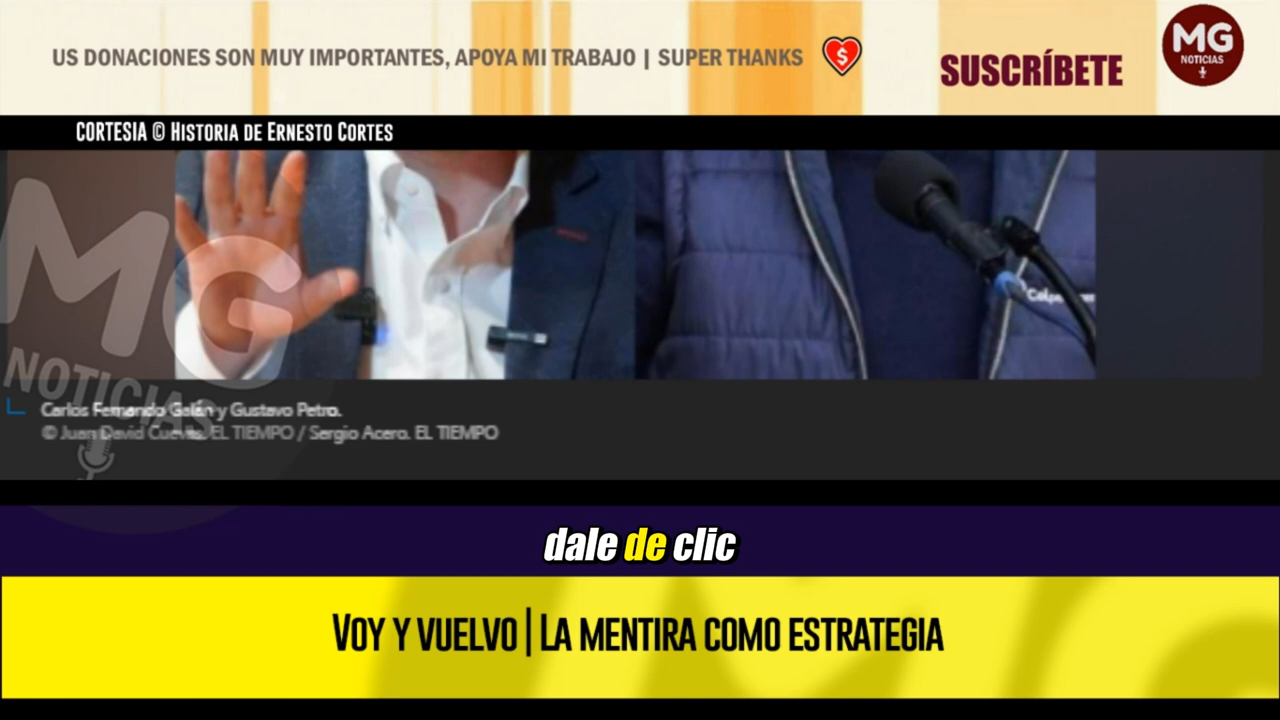 US DONACIONES SON MUY IMPORTANTES, APOYA MI TRABAJO | SUPER THANKS
SUSCRÍBETE
MG
NOTICIAS
CORTESIA © HISTORIA DE ERNESTO CORTES
MG
NOTICIAS
Carlos Fernando Galán y Gustavo Petro.
© Juan David Cuevas. EL TIEMPO / Sergio Acero. EL TIEMPO
dale de clic
VOY Y VUELVO | LA MENTIRA COMO ESTRATEGIA